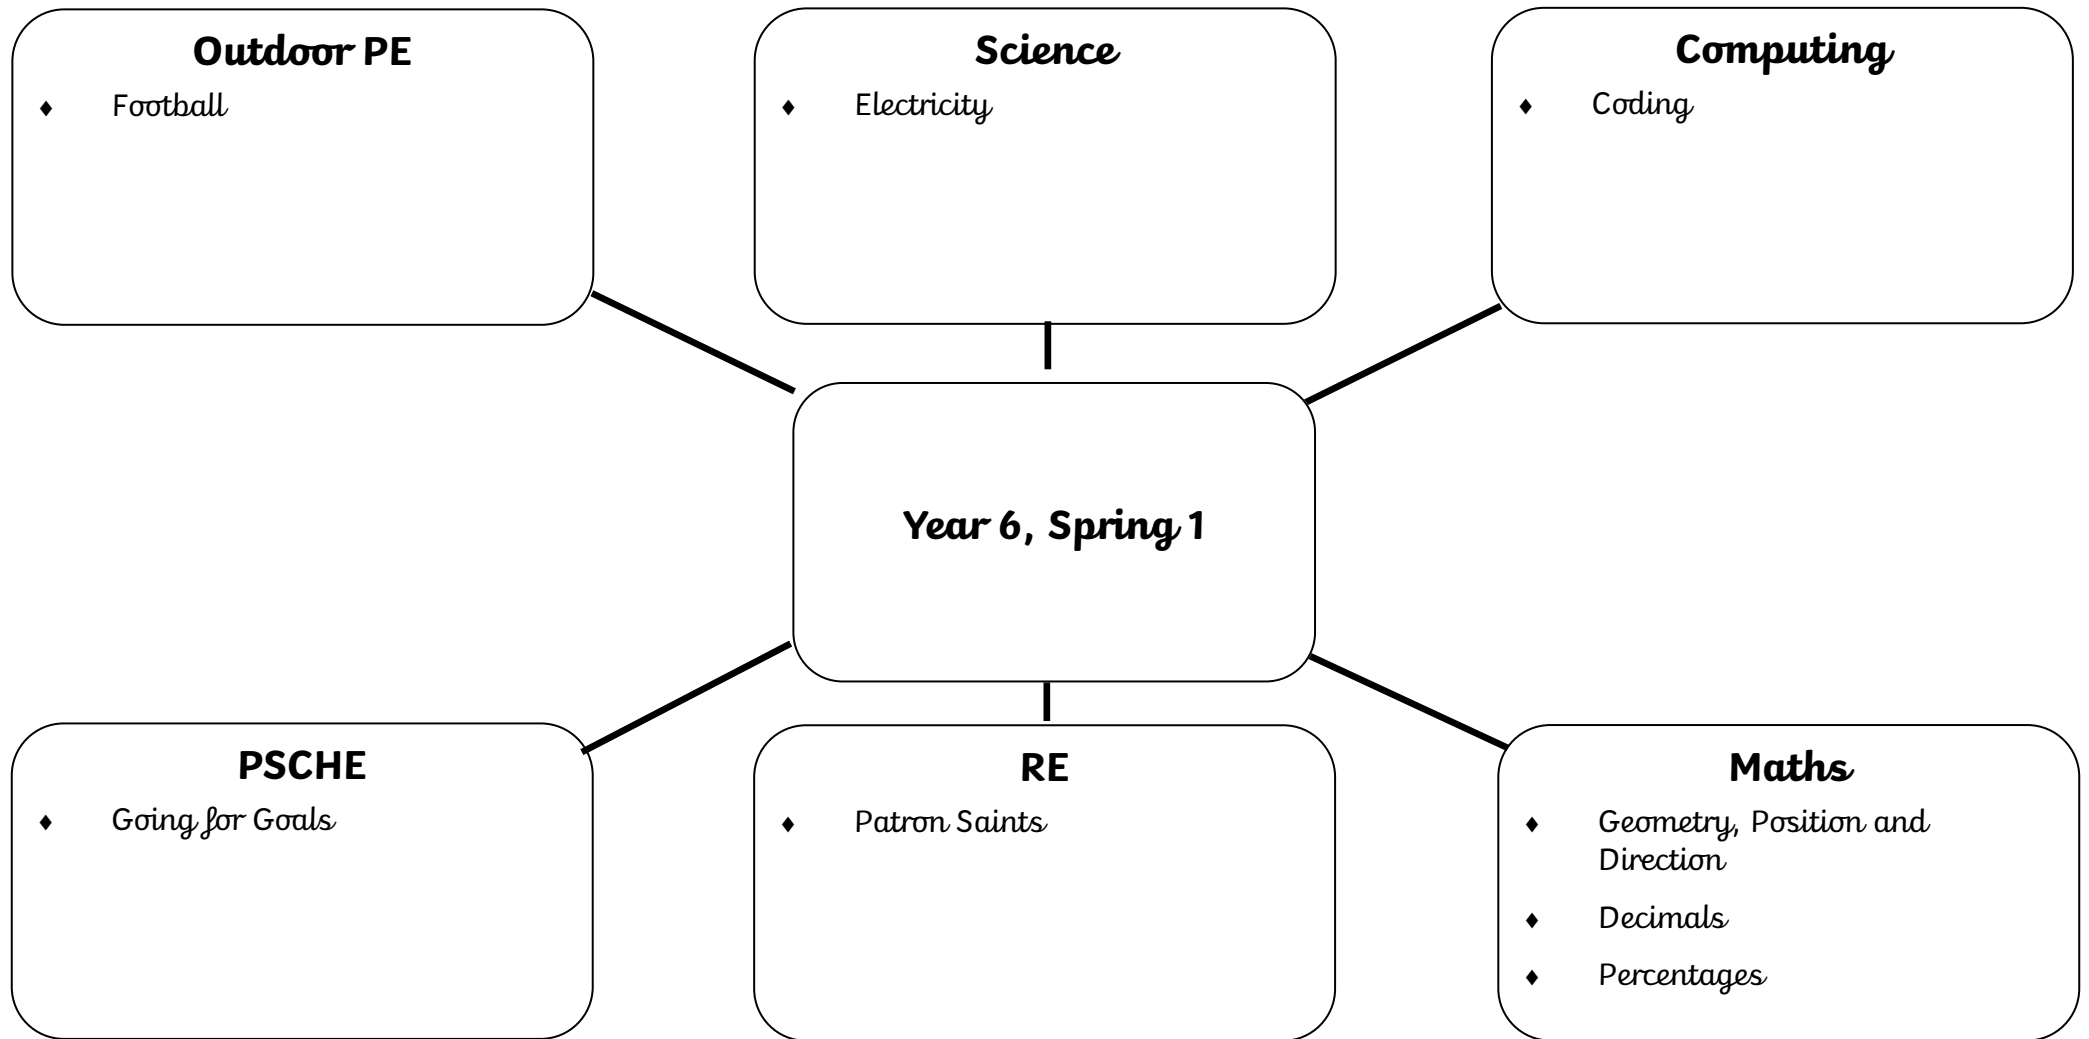 Outdoor PE
♦ Football
Science
♦ Electricity
Computing
♦ Coding
Year 6, Spring 1
PSCHE
♦ Going for Goals
RE
♦ Patron Saints
Maths
♦ Geometry, Position and
Direction
♦ Decimals
♦ Percentages